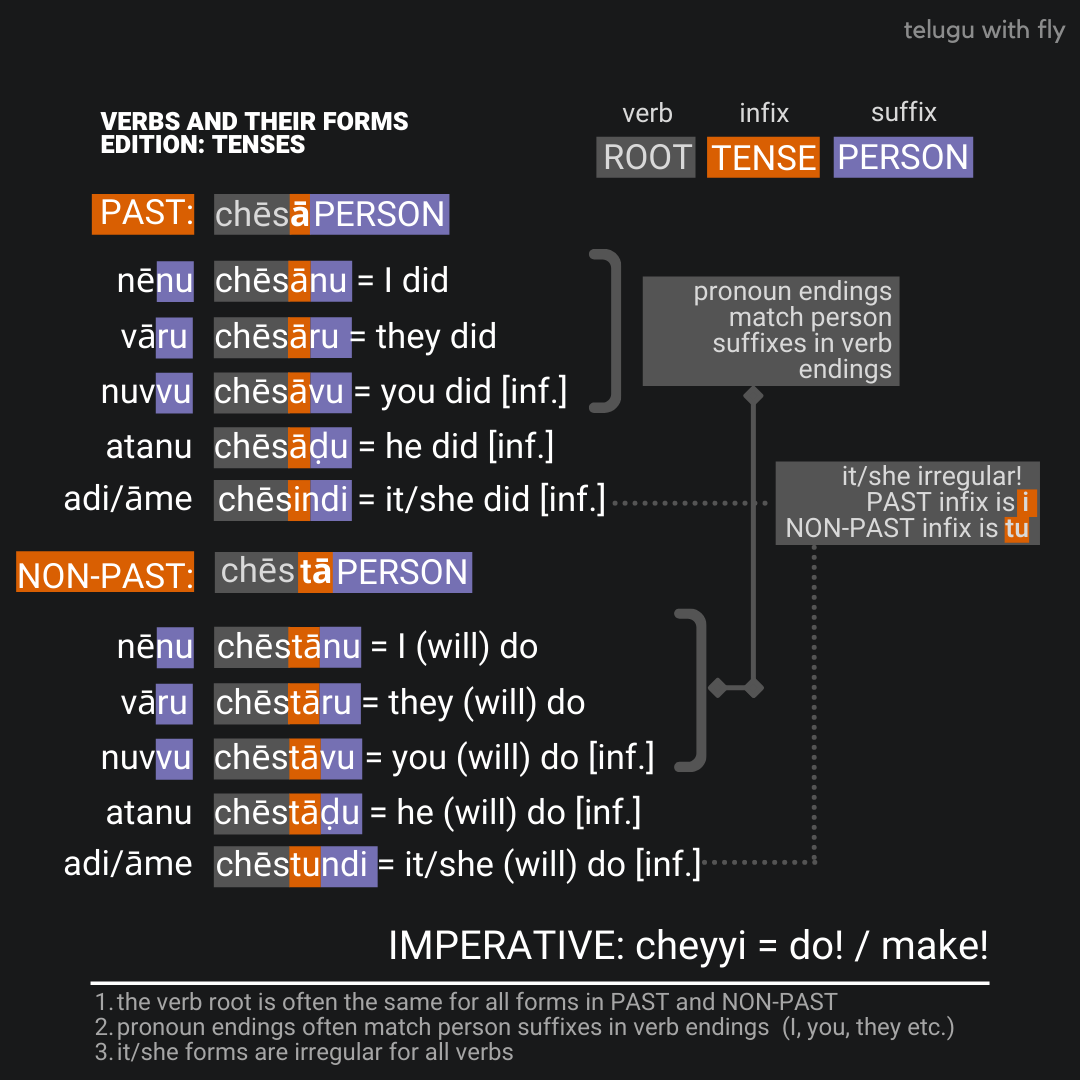 telugu with fly
VERBS AND THEIR FORMS
EDITION: TENSES
verb infix suffix
ROOT TENSE PERSON
PAST: chēsāPERSON
nēnu chēsānu = I did
vāru chēsāru = they did
nuvvu chēsāvu = you did [inf.]
atanu chēsāḍu = he did [inf.]
adi/āme chēsindi = it/she did [inf.]
pronoun endings
match person
suffixes in verb
endings
it/she irregular!
PAST infix is i
NON-PAST infix is tu
NON-PAST: chēstāPERSON
nēnu chēstānu = I (will) do
vāru chēstāru = they (will) do
nuvvu chēstāvu = you (will) do [inf.]
atanu chēstāḍu = he (will) do [inf.]
adi/āme chēstundi = it/she (will) do [inf.]
IMPERATIVE: cheyyi = do! / make!
1. the verb root is often the same for all forms in PAST and NON-PAST
2. pronoun endings often match person suffixes in verb endings (I, you, they etc.)
3. it/she forms are irregular for all verbs